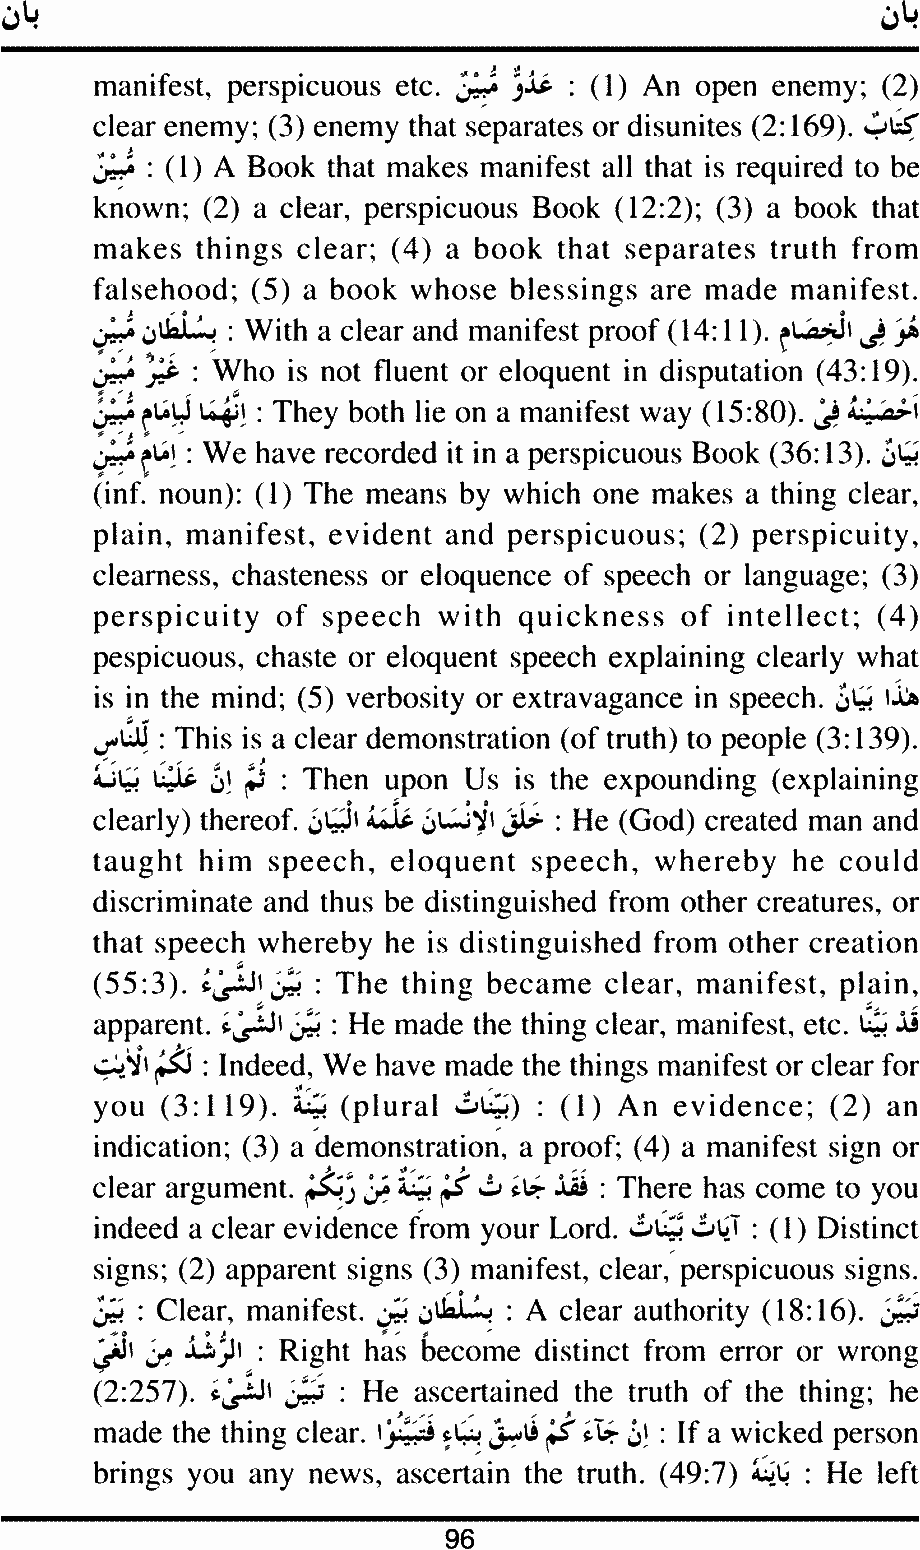 بان بان
manifest, perspicuous etc. عَدُوٌّ مُّبِيْنٌ : (1) An open enemy; (2)
clear enemy; (3) enemy that separates or disunites (2:169). كِتَابٌ
مُّبِيْنٌ : (1) A Book that makes manifest all that is required to be
known; (2) a clear, perspicuous Book (12:2); (3) a book that
makes things clear; (4) a book that separates truth from
falsehood; (5) a book whose blessings are made manifest.
بِسُلْطَانٍ مُّبِيْنٍ : With a clear and manifest proof (14:11). هُوَ فِى الْخِصَامِ
غَيْرُ مُبِيْنٍ : Who is not fluent or eloquent in disputation (43:19).
اِنَّهُمَا لَبِاِمَامٍ مُّبِيْنٍ : They both lie on a manifest way (15:80). اَحْصَيْنٰهُ فِىْ
اِمَامٍ مُّبِيْنٍ : We have recorded it in a perspicuous Book (36:13). بَيَانٌ
(inf. noun): (1) The means by which one makes a thing clear,
plain, manifest, evident and perspicuous; (2) perspicuity,
clearness, chasteness or eloquence of speech or language; (3)
perspicuity of speech with quickness of intellect; (4)
pespicuous, chaste or eloquent speech explaining clearly what
is in the mind; (5) verbosity or extravagance in speech. هٰذَا بَيَانٌ
لِّلنَّاسِ : This is a clear demonstration (of truth) to people (3:139).
ثُمَّ اِنَّ عَلَيْنَا بَيَانَهُ : Then upon Us is the expounding (explaining
clearly) thereof. خَلَقَ الْاِنْسَانَ عَلَّمَهُ الْبَيَانَ : He (God) created man and
taught him speech, eloquent speech, whereby he could
discriminate and thus be distinguished from other creatures, or
that speech whereby he is distinguished from other creation
(55:3). بَيَّنَ الشَّيْءُ : The thing became clear, manifest, plain,
apparent. بَيَّنَ الشَّيْءَ : He made the thing clear, manifest, etc. قَدْ بَيَّنَّا
لَكُمُ الْاٰيٰتِ : Indeed, We have made the things manifest or clear for
you (3:119). بَيِّنَةٌ (plural بَيِّنَاتٌ) : (1) An evidence; (2) an
indication; (3) a demonstration, a proof; (4) a manifest sign or
clear argument. فَقَدْ جَاءَ تْ كُمْ بَيِّنَةٌ مِّنْ رَّبِّكُمْ : There has come to you
indeed a clear evidence from your Lord. آيَاتٌ بَيِّنَاتٌ : (1) Distinct
signs; (2) apparent signs (3) manifest, clear, perspicuous signs.
بَيِّنٌ : Clear, manifest. بِسُلْطَانٍ بَيِّنٍ : A clear authority (18:16). تَبَيَّنَ
الرُّشْدُ مِنَ الْغَيِّ : Right has become distinct from error or wrong
(2:257). تَبَيَّنَ الشَّيْءَ : He ascertained the truth of the thing; he
made the thing clear. اِنْ جَآءَ كُمْ فَاسِقٌ بِنَبَاءٍ فَتَبَيَّنُوْا : If a wicked person
brings you any news, ascertain the truth. (49:7) بَايَنَهُ : He left
96